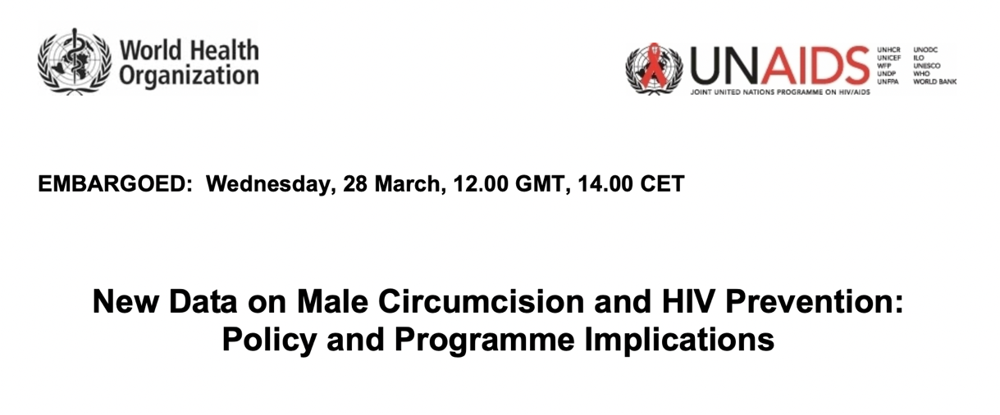 World Health
Organization
UNAIDS
JOINT UNITED NATIONS PROGRAMME ON HIV/AIDS
UNHCR
UNICEF
WFP
UNDP
UNFPA
UNODC
ILO
UNESCO
WHO
WORLD BANK
EMBARGOED:  Wednesday, 28 March, 12.00 GMT, 14.00 CET
New Data on Male Circumcision and HIV Prevention:
Policy and Programme Implications